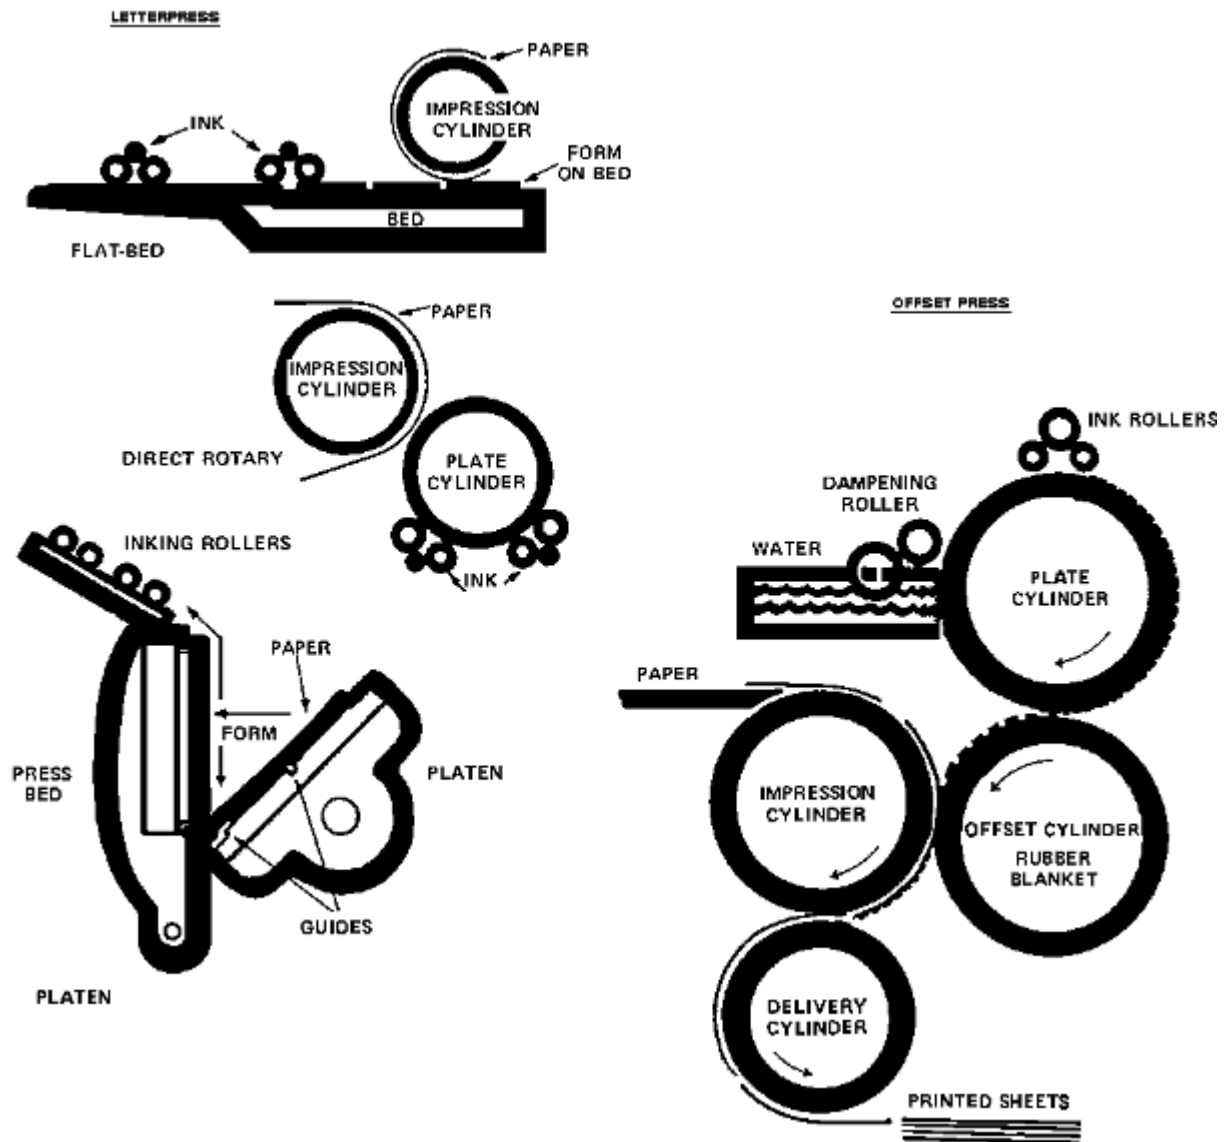 LETTERPRESS
PAPER
IMPRESSION
CYLINDER
INK
FORM
ON BED
BED
FLAT-BED
PAPER
IMPRESSION
CYLINDER
DIRECT ROTARY
PLATE
CYLINDER
INK
INKING ROLLERS
PAPER
FORM
PRESS
BED
PLATEN
GUIDES
PLATEN
OFFSET PRESS
INK ROLLERS
DAMPENING
ROLLER
WATER
PLATE
CYLINDER
PAPER
IMPRESSION
CYLINDER
OFFSET CYLINDER
RUBBER
BLANKET
DELIVERY
CYLINDER
PRINTED SHEETS